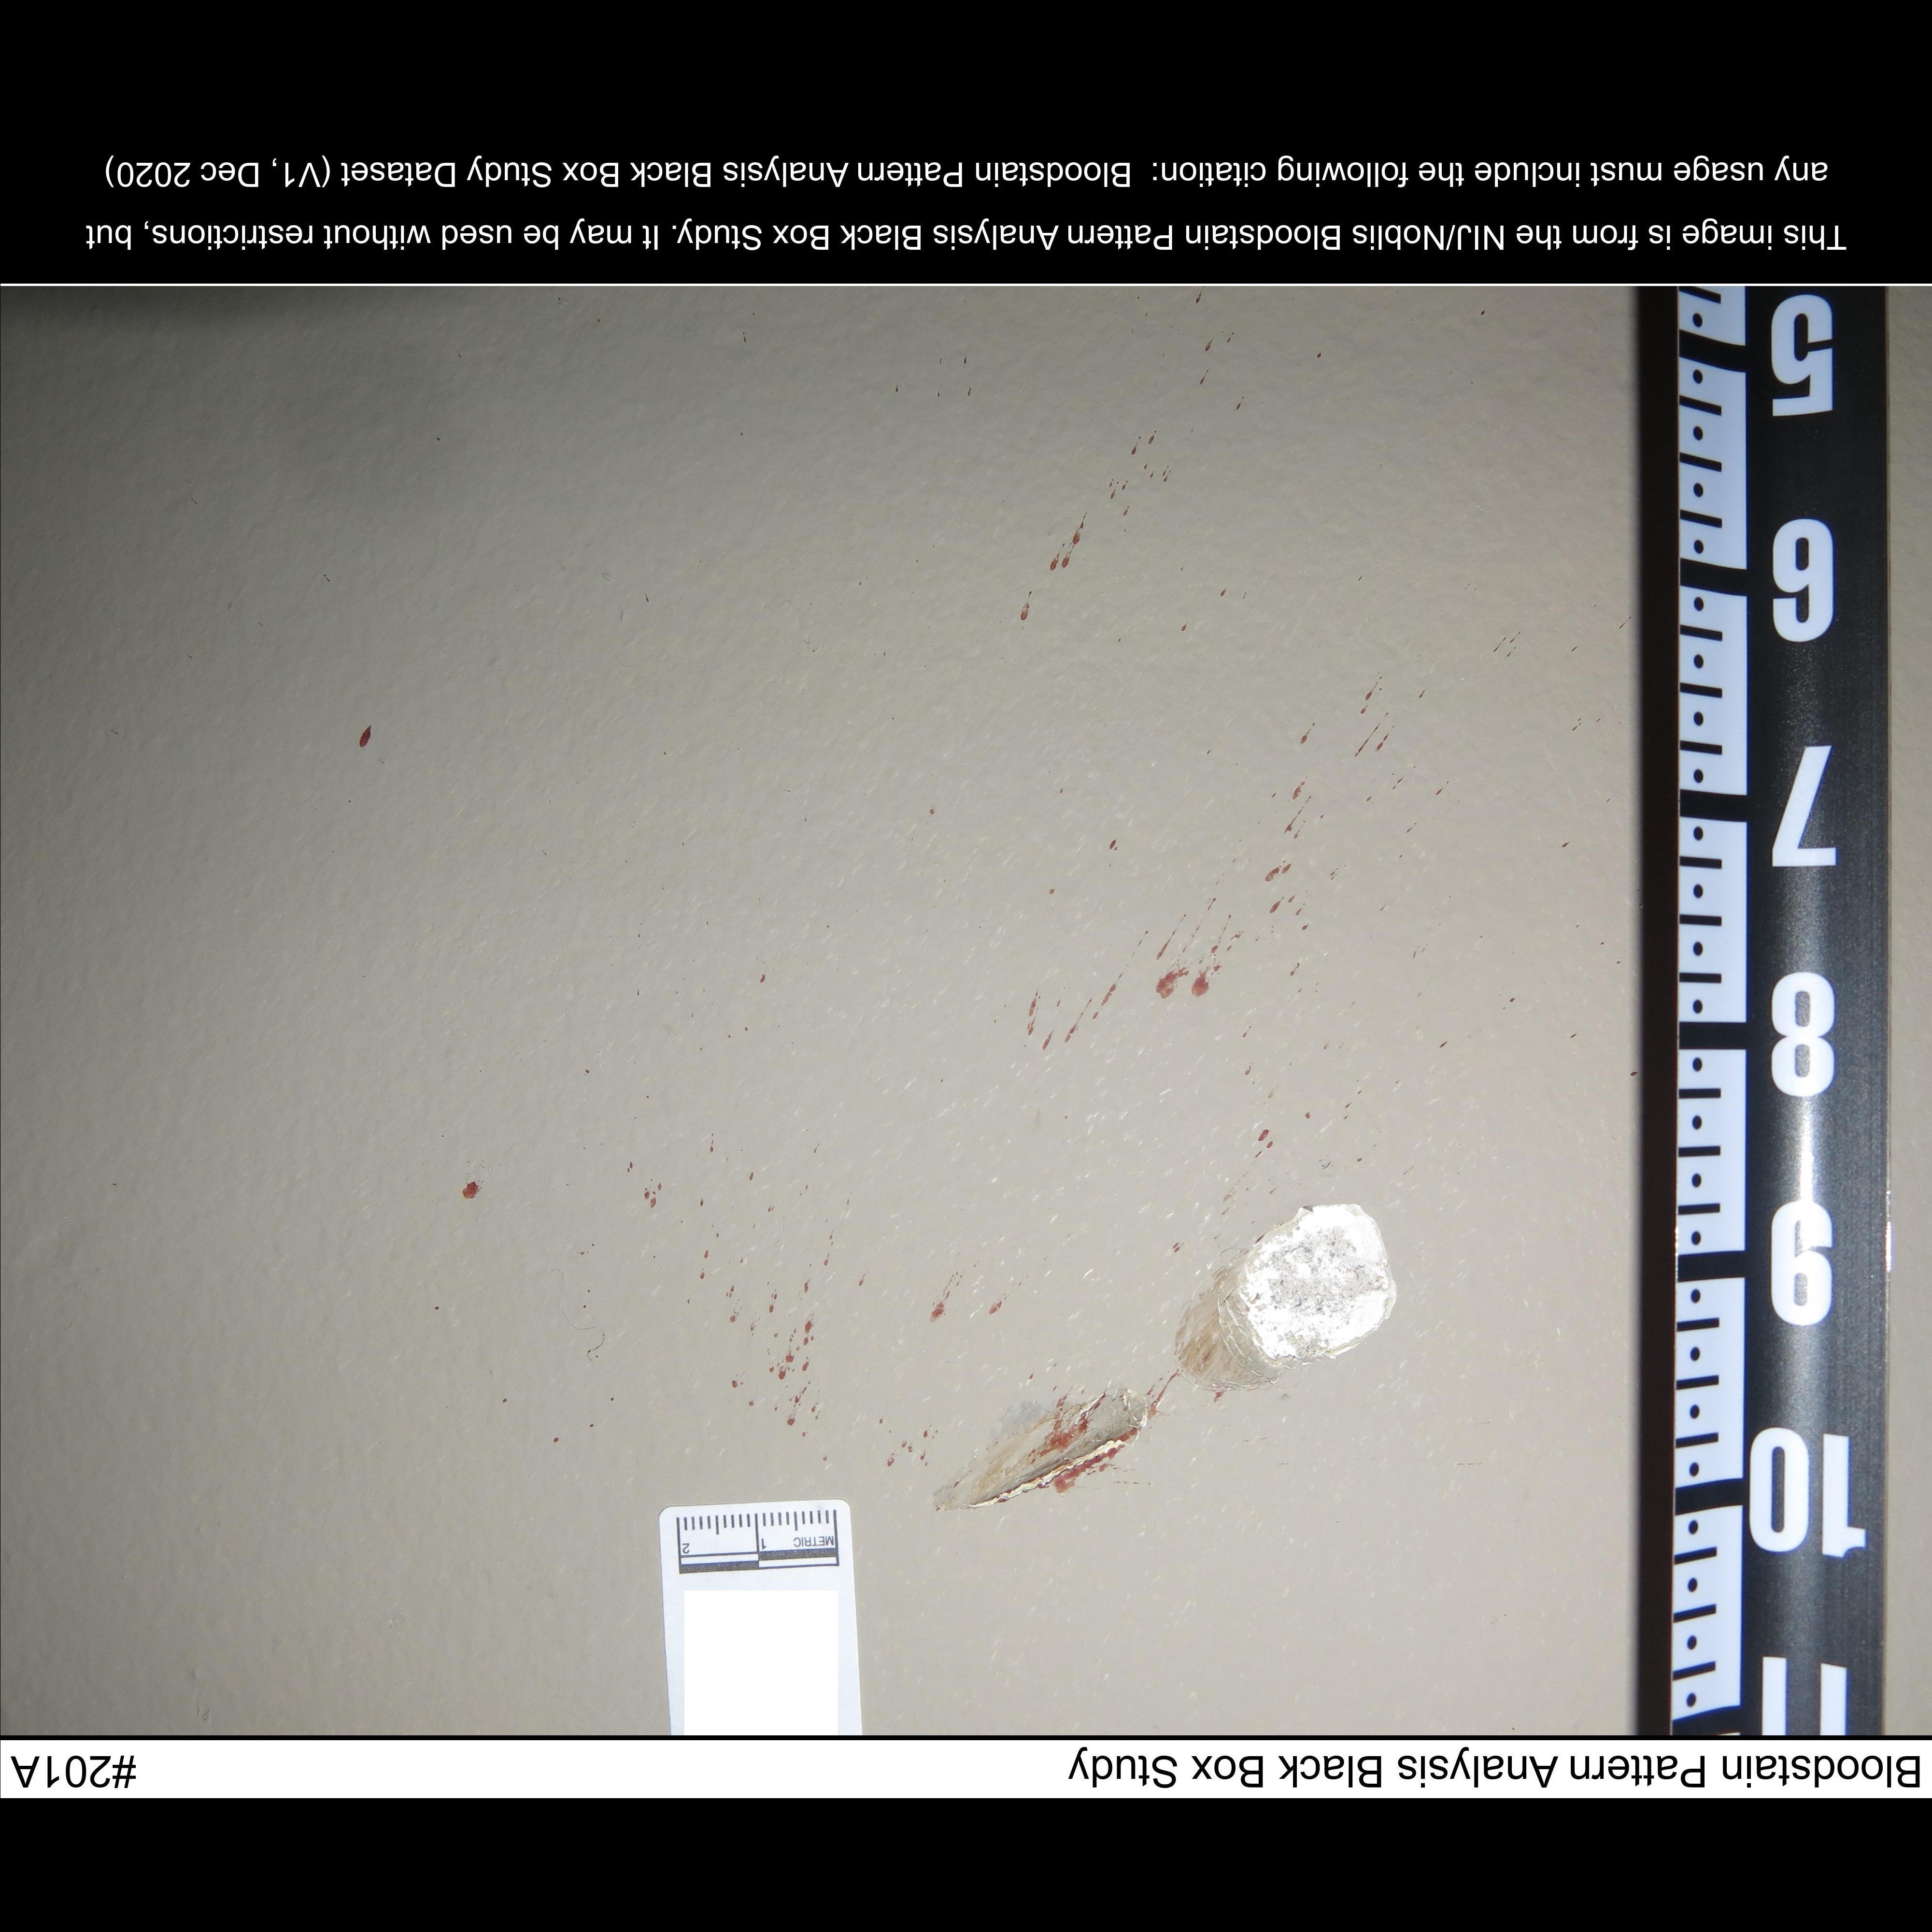 Bloodstain Pattern Analysis Black Box Study #201A
11
10
9
8
7
6
5
METRIC 1 2
This image is from the NIJ/Noblis Bloodstain Pattern Analysis Black Box Study. It may be used without restrictions, but
any usage must include the following citation: Bloodstain Pattern Analysis Black Box Study Dataset (V1, Dec 2020)